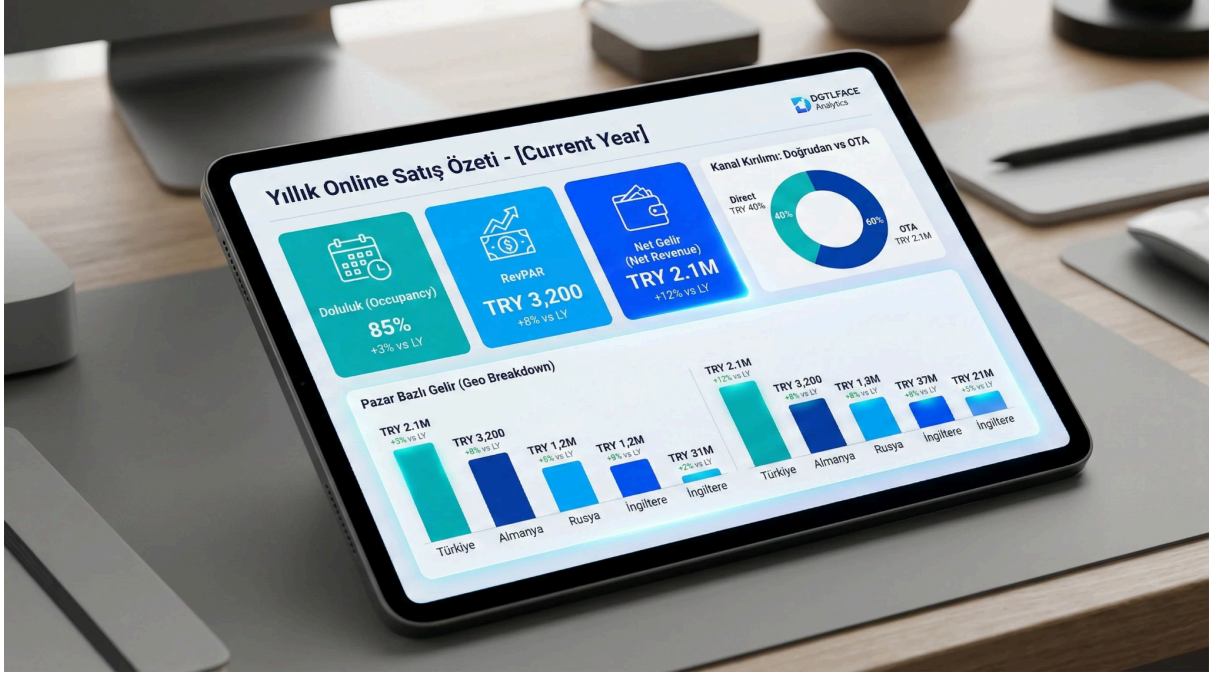 DGTLFACE
Analytics
Yıllık Online Satış Özeti - [Current Year]
Doluluk (Occupancy)
85%
+3% vs LY
RevPAR
TRY 3,200
+8% vs LY
Net Gelir
(Net Revenue)
TRY 2.1M
+12% vs LY
Kanal Kırılımı: Doğrudan vs OTA
Direct
TRY 40%
40%
60%
OTA
TRY 2.1M
Pazar Bazlı Gelir (Geo Breakdown)
TRY 2.1M
+3% vs LY
TRY 3,200
+8% vs LY
TRY 1,2M
+6% vs LY
TRY 1,2M
+9% vs LY
TRY 31M
+2% vs LY
Türkiye
Almanya
Rusya
İngiltere
İngiltere
TRY 2.1M
+12% vs LY
TRY 3,200
+8% vs LY
TRY 1,3M
+8% vs LY
TRY 37M
+8% vs LY
TRY 21M
+5% vs LY
Türkiye
Almanya
Rusya
İngiltere
İngiltere